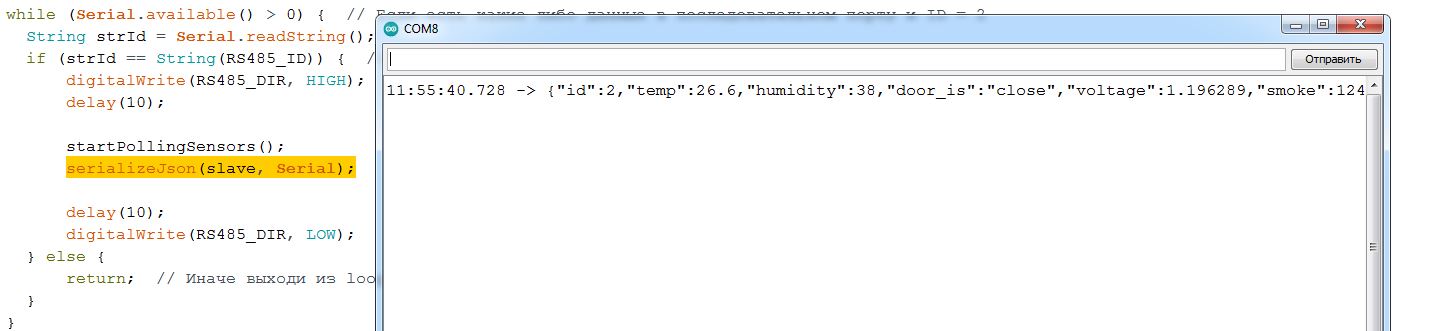 while (Serial.available() > 0) {  // Если есть какие либо данные в последовательном порту и ID = 2
  String strId = Serial.readString();
  if (strId == String(RS485_ID)) {  /
      digitalWrite(RS485_DIR, HIGH);
      delay(10);
      startPollingSensors();
      serializeJson(slave, Serial);
      delay(10);
      digitalWrite(RS485_DIR, LOW);
  } else {
      return;  // Иначе выходи из loo
  }
}
COM8
Отправить
11:55:40.728 -> {"id":2,"temp":26.6,"humidity":38,"door_is":"close","voltage":1.196289,"smoke":124